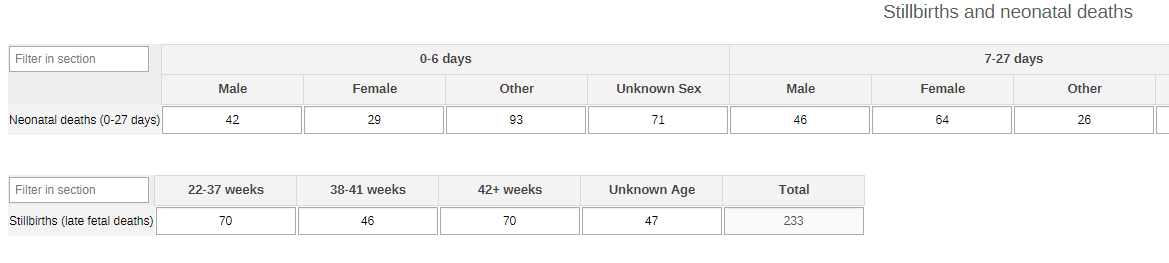 Stillbirths and neonatal deaths
Filter in section 0-6 days 7-27 days
Male Female Other Unknown Sex Male Female Other
Neonatal deaths (0-27 days) 42 29 93 71 46 64 26
Filter in section 22-37 weeks 38-41 weeks 42+ weeks Unknown Age Total
Stillbirths (late fetal deaths) 70 46 70 47 233